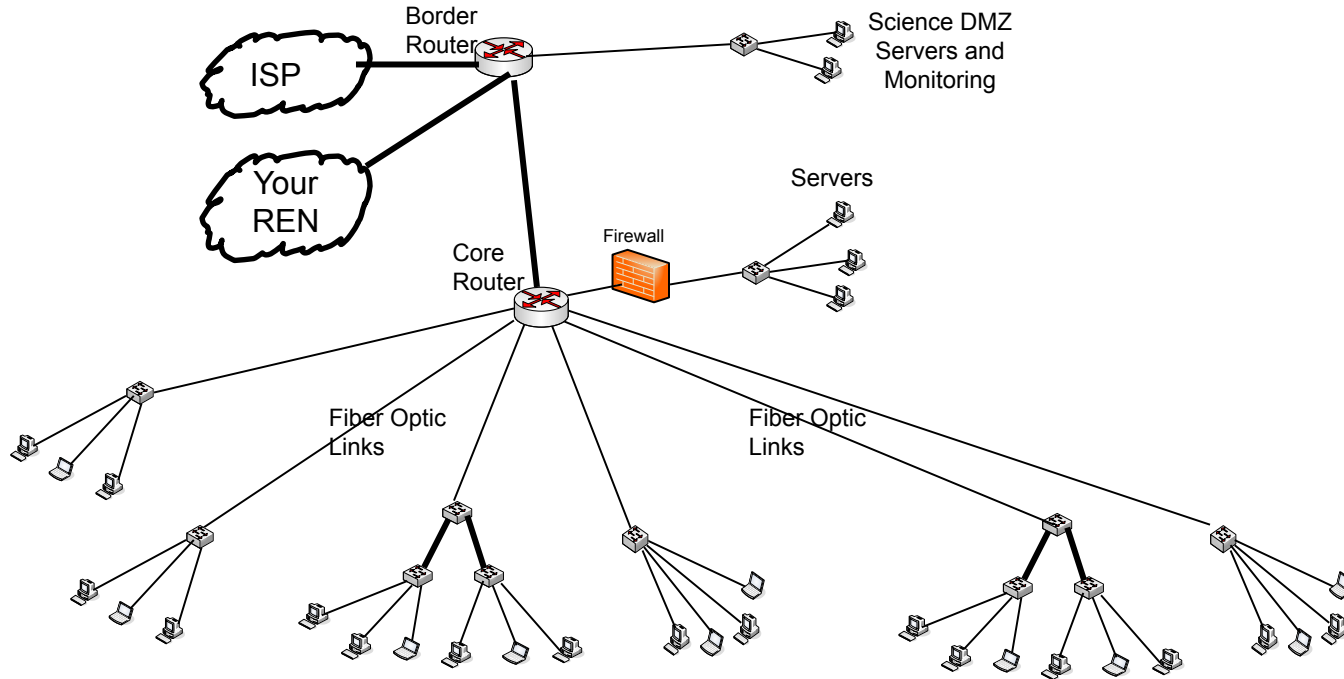 Border
Router
Science DMZ
Servers and
Monitoring
ISP
Your
REN
Servers
Firewall
Core
Router
Fiber Optic
Links
Fiber Optic
Links